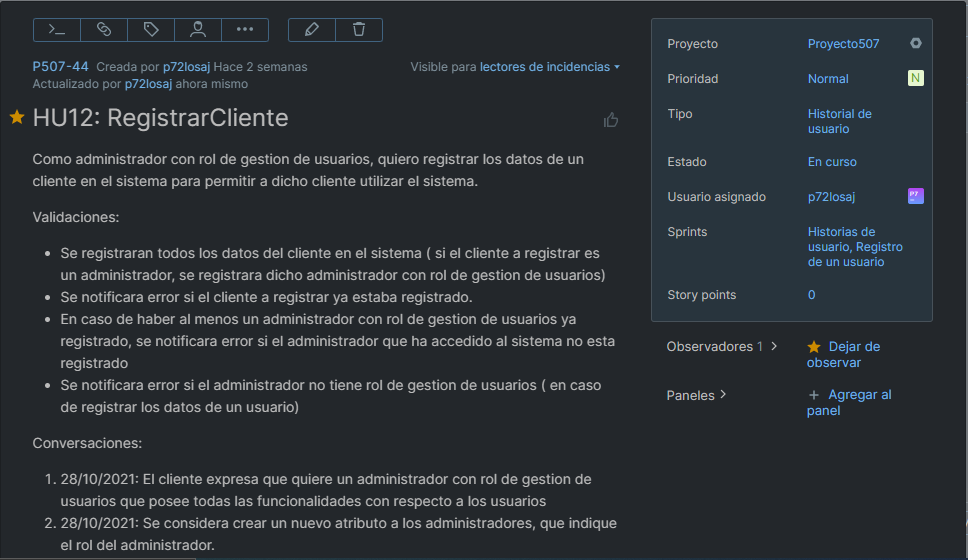 P507-44 Creada por p72losaj Hace 2 semanas
Visible para lectores de incidencias
Actualizado por p72losaj ahora mismo
HU12: RegistrarCliente
Como administrador con rol de gestion de usuarios, quiero registrar los datos de un
cliente en el sistema para permitir a dicho cliente utilizar el sistema.
Validaciones:
• Se registraran todos los datos del cliente en el sistema ( si el cliente a registrar es
un administrador, se registrara dicho administrador con rol de gestion de usuarios)
• Se notificara error si el cliente a registrar ya estaba registrado.
• En caso de haber al menos un administrador con rol de gestion de usuarios ya
registrado, se notificara error si el administrador que ha accedido al sistema no esta
registrado
• Se notificara error si el administrador no tiene rol de gestion de usuarios ( en caso
de registrar los datos de un usuario)
Conversaciones:
1. 28/10/2021: El cliente expresa que quiere un administrador con rol de gestion de
usuarios que posee todas las funcionalidades con respecto a los usuarios
2. 28/10/2021: Se considera crear un nuevo atributo a los administradores, que indique
el rol del administrador.
Proyecto Proyecto507
Prioridad Normal N
Tipo Historial de
usuario
Estado En curso
Usuario asignado p72losaj P7
Sprints Historias de
usuario, Registro
de un usuario
Story points 0
Observadores 1 Dejar de
observar
Paneles + Agregar al
panel